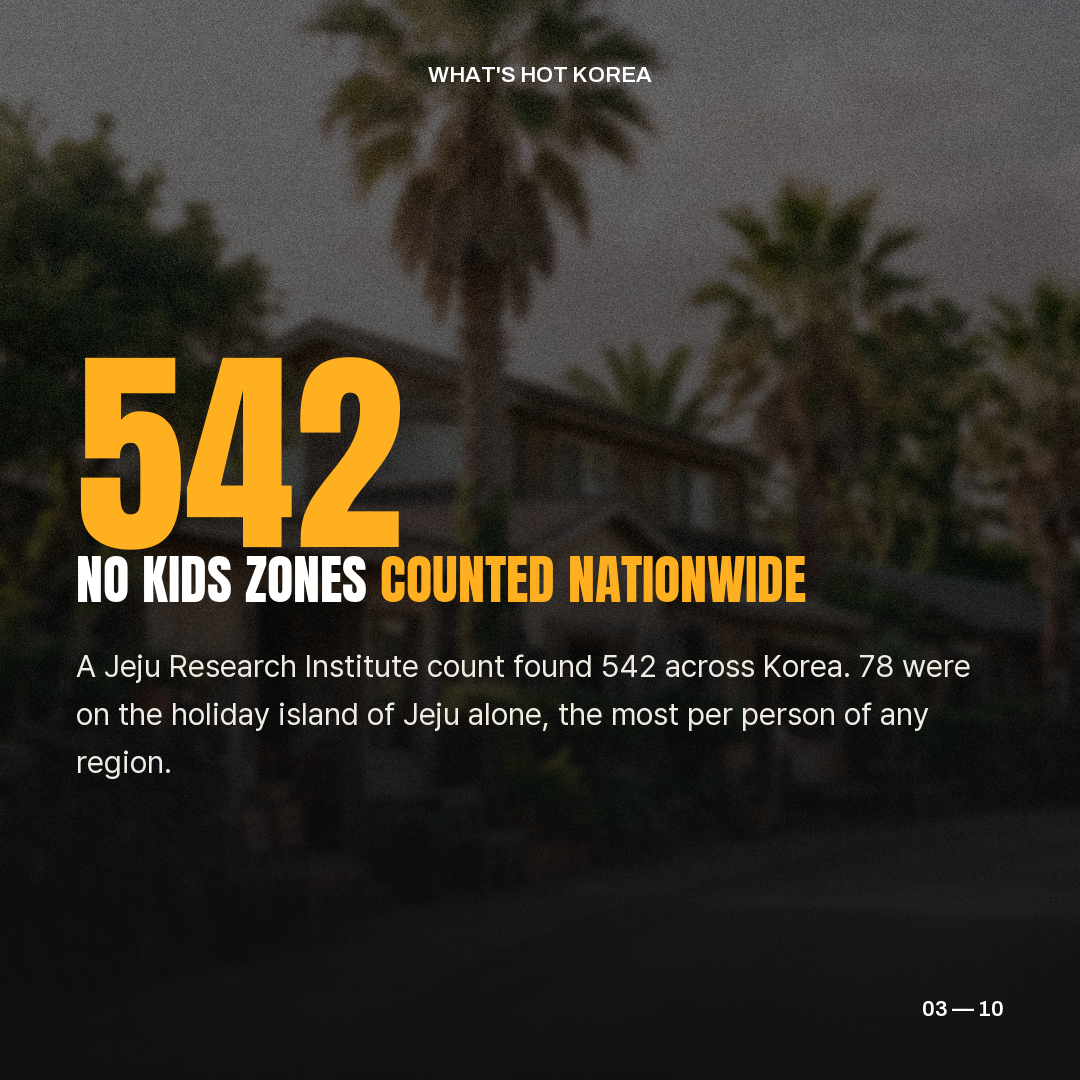 WHAT'S HOT KOREA
542
NO KIDS ZONES COUNTED NATIONWIDE
A Jeju Research Institute count found 542 across Korea. 78 were
on the holiday island of Jeju alone, the most per person of any
region.
03 — 10